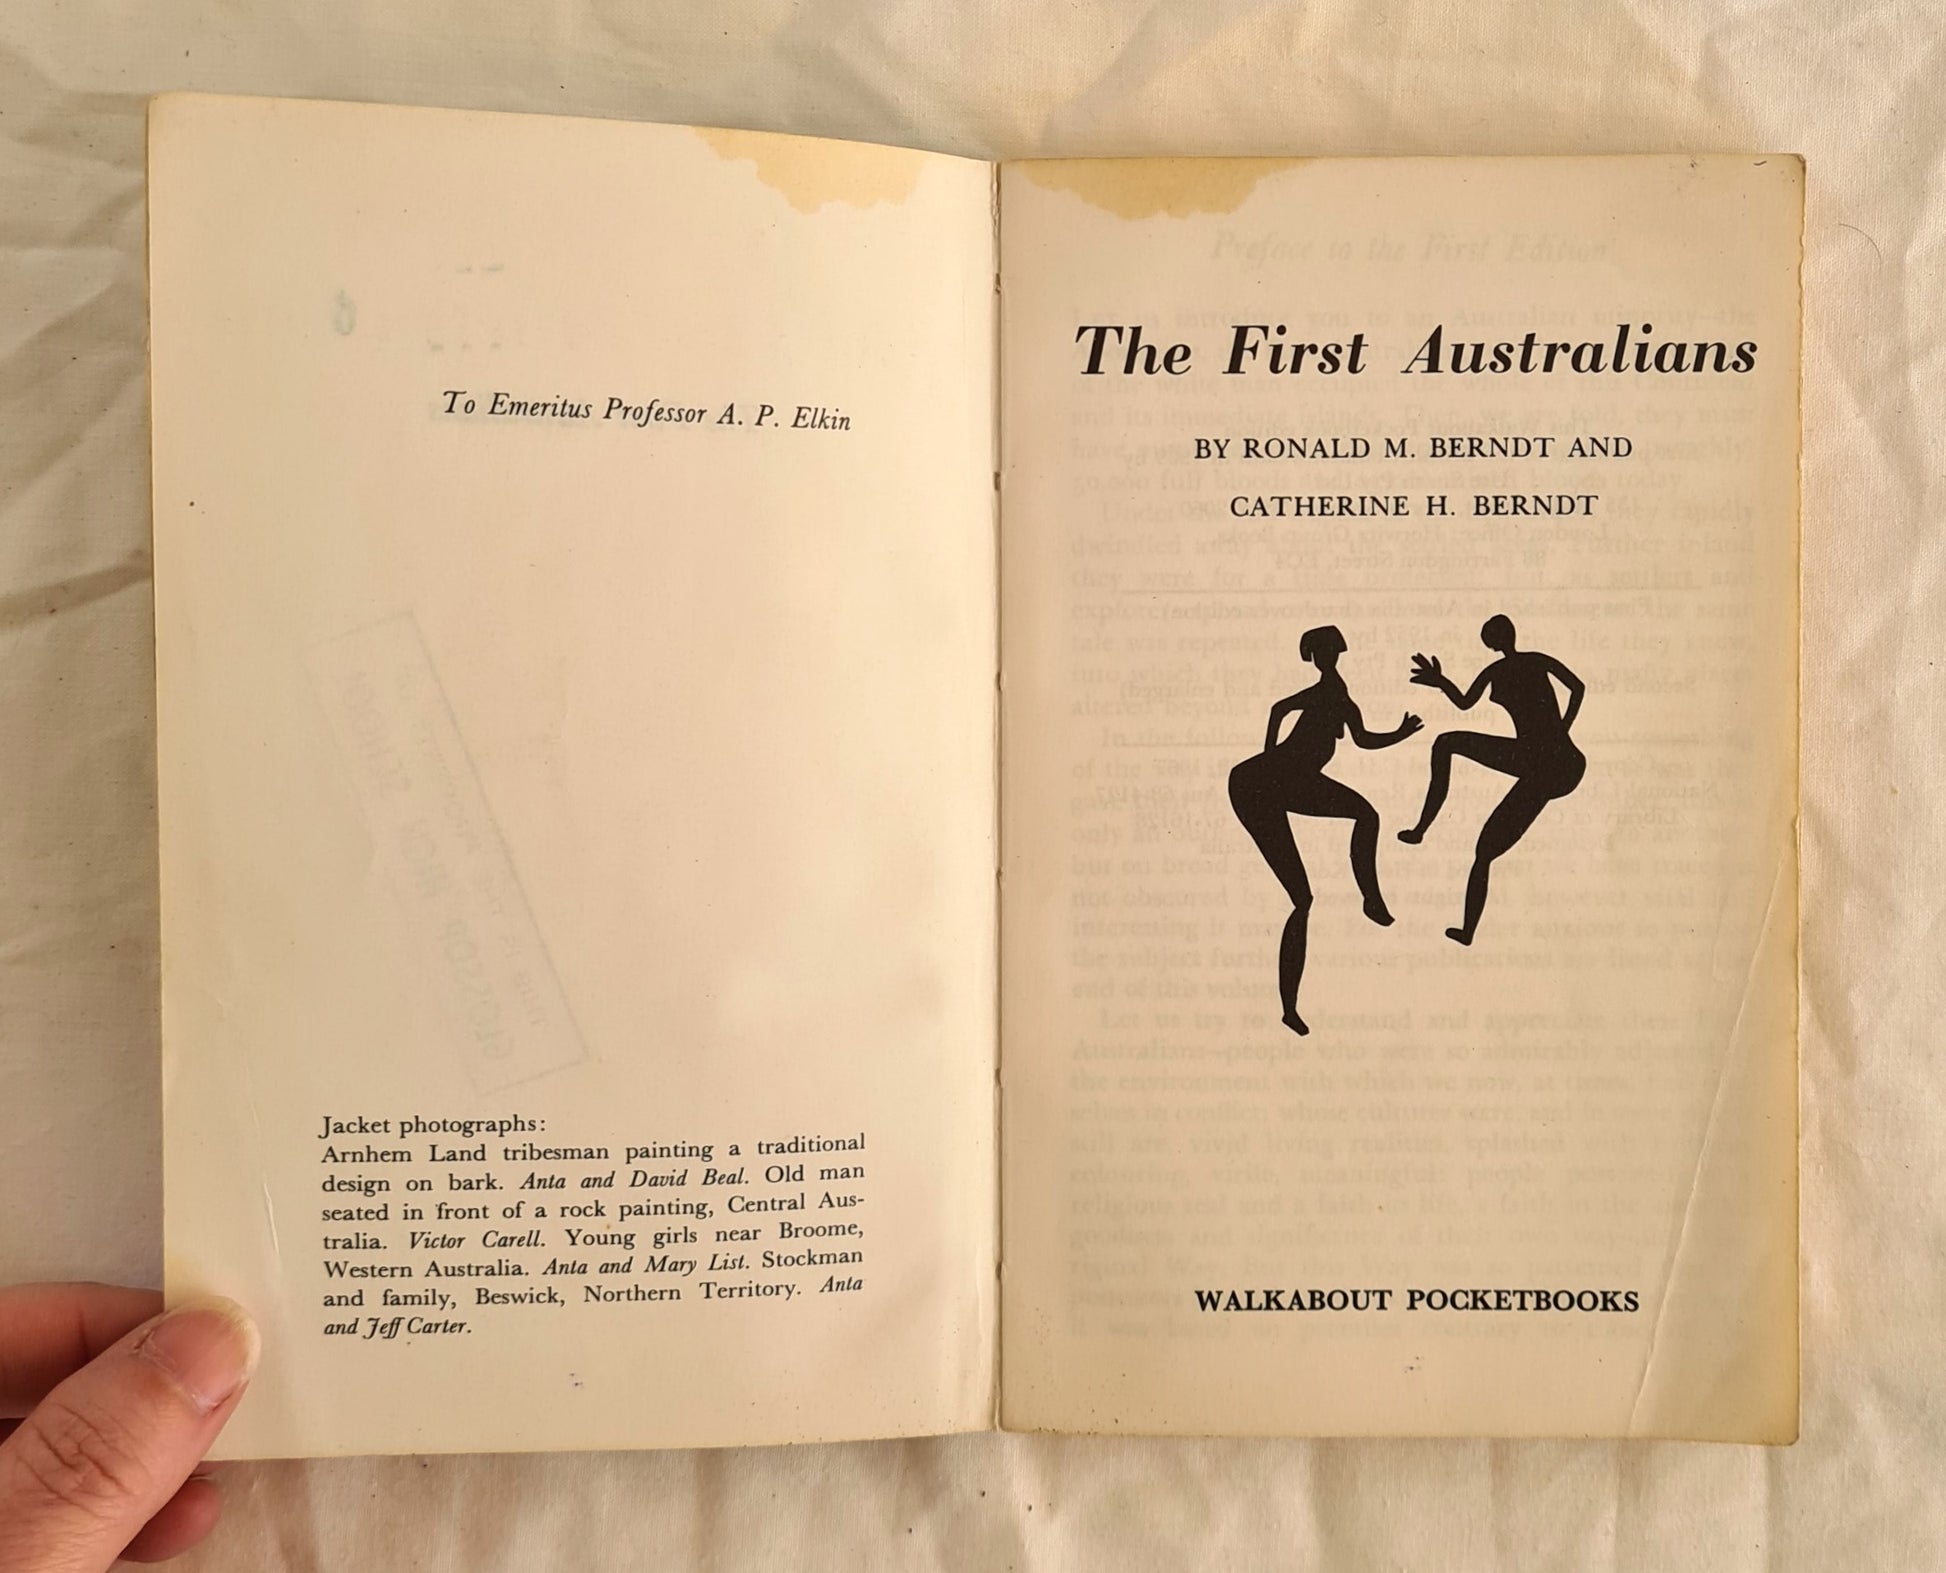 To Emeritus Professor A. P. Elkin
Jacket photographs:
Arnhem Land tribesman painting a traditional
design on bark. Anta and David Beal. Old man
seated in front of a rock painting, Central Aus-
tralia. Victor Carell. Young girls near Broome,
Western Australia. Anta and Mary List. Stockman
and family, Beswick, Northern Territory. Anta
and Jeff Carter.
The First Australians
BY RONALD M. BERNDT AND
CATHERINE H. BERNDT
WALKABOUT POCKETBOOKS